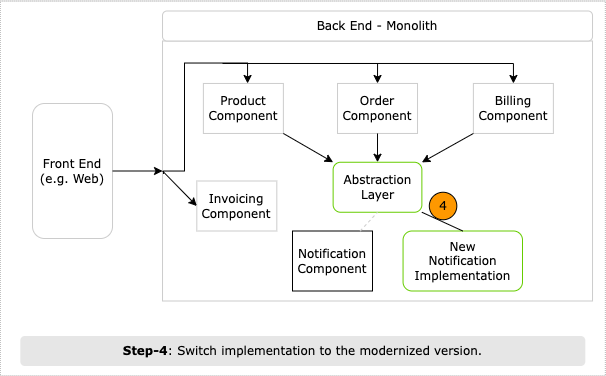 Back End - Monolith
Product
Component
Order
Component
Billing
Component
Front End
(e.g. Web)
Abstraction
Layer
Invoicing
Component
4
Notification
Component
New
Notification
Implementation
Step-4: Switch implementation to the modernized version.